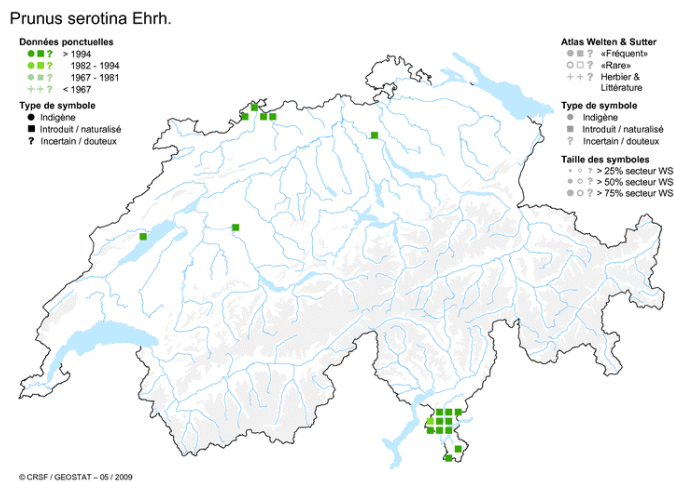 Prunus serotina Ehrh.
Données ponctuelles
? > 1994
? 1982 - 1994
? 1967 - 1981
++? < 1967
Type de symbole
Indigène
Introduit / naturalisé
? Incertain / douteux
Atlas Welten & Sutter
? «Fréquent»
? «Rare»
++? Herbier &
Littérature
Type de symbole
Indigène
Introduit / naturalisé
? Incertain / douteux
Taille des symboles
? > 25% secteur WS
? > 50% secteur WS
? > 75% secteur WS
© CRSF / GEOSTAT – 05 / 2009